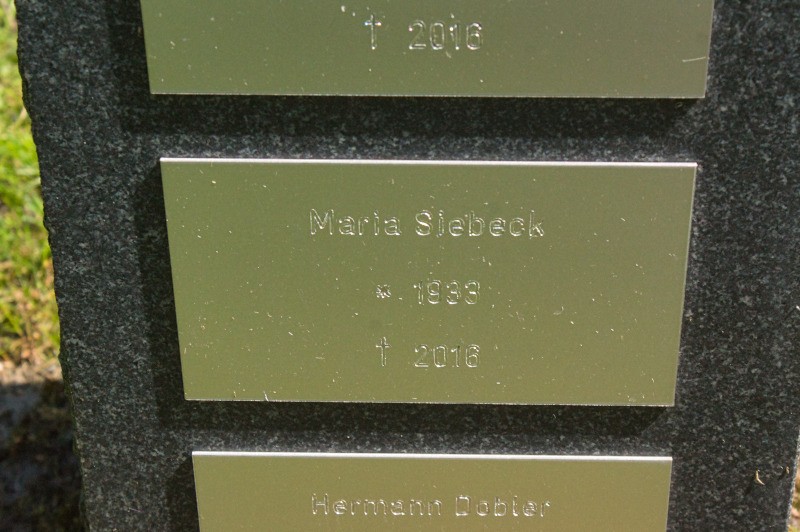 † 2016
Maria Siebeck
* 1933
† 2016
Hermann Dobler